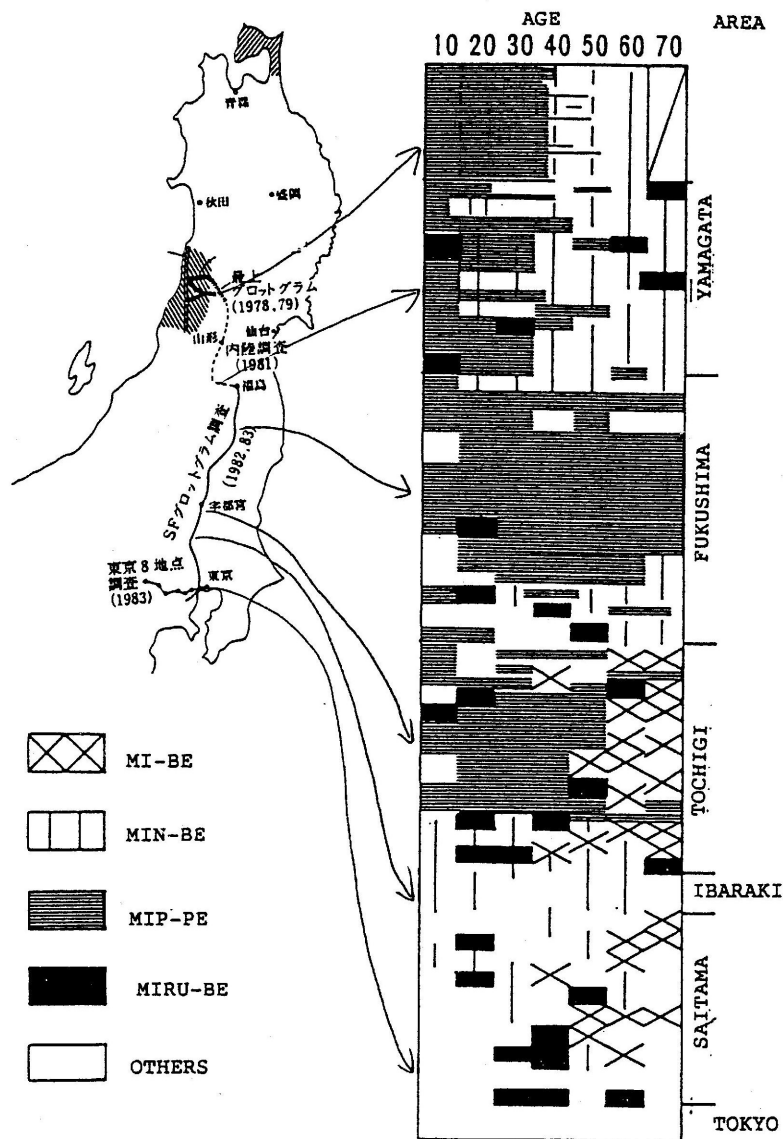 AGE
AREA
10 20 30 40 50 60 70
青森
秋田
盛岡
最上
グロットグラム
(1978.79)
仙台
山形
内陸調査
(1981)
福島
SFグロットグラム調査
(1982.83)
宇都宮
東京8地点
調査
(1983)
東京
YAMAGATA
FUKUSHIMA
TOCHIGI
IBARAKI
SAITAMA
TOKYO
MI-BE
MIN-BE
MIP-PE
MIRU-BE
OTHERS